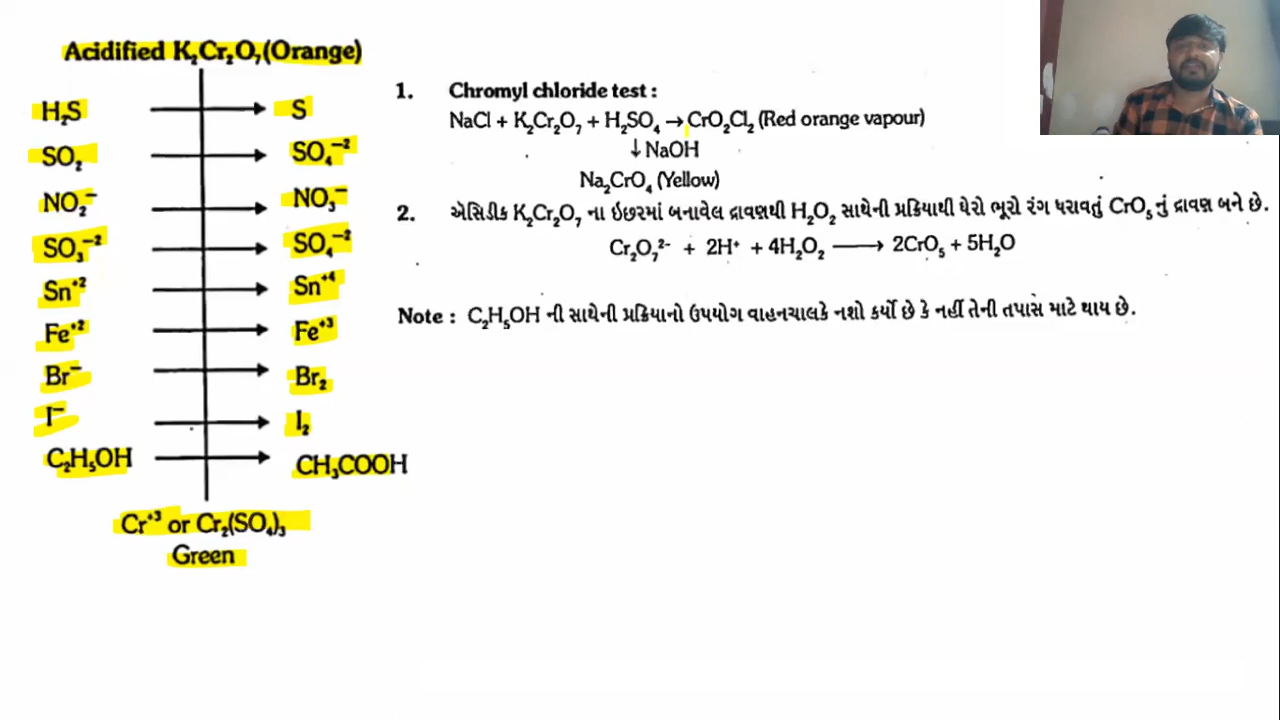 Acidified K₂Cr₂O₇ (Orange)
H₂S → S
SO₂ → SO₄⁻²
NO₂⁻ → NO₃⁻
SO₃⁻² → SO₄⁻²
Sn⁺² → Sn⁺⁴
Fe⁺² → Fe⁺³
Br⁻ → Br₂
I⁻ → I₂
C₂H₅OH → CH₃COOH
Cr⁺³ or Cr₂(SO₄)₃
Green
1. Chromyl chloride test :
NaCl + K₂Cr₂O₇ + H₂SO₄ → CrO₂Cl₂ (Red orange vapour)
↓ NaOH
Na₂CrO₄ (Yellow)
2. એસિડીક K₂Cr₂O₇ ના ઇથરમાં બનાવેલ દ્રાવણથી H₂O₂ સાથેની પ્રક્રિયાથી ઘેરો ભૂરો રંગ ધરાવતું CrO₅ નું દ્રાવણ બને છે.
Cr₂O₇²⁻ + 2H⁺ + 4H₂O₂ ⟶ 2CrO₅ + 5H₂O
Note : C₂H₅OH ની સાથેની પ્રક્રિયાનો ઉપયોગ વાહનચાલકે નશો કર્યો છે કે નહીં તેની તપાસ માટે થાય છે.